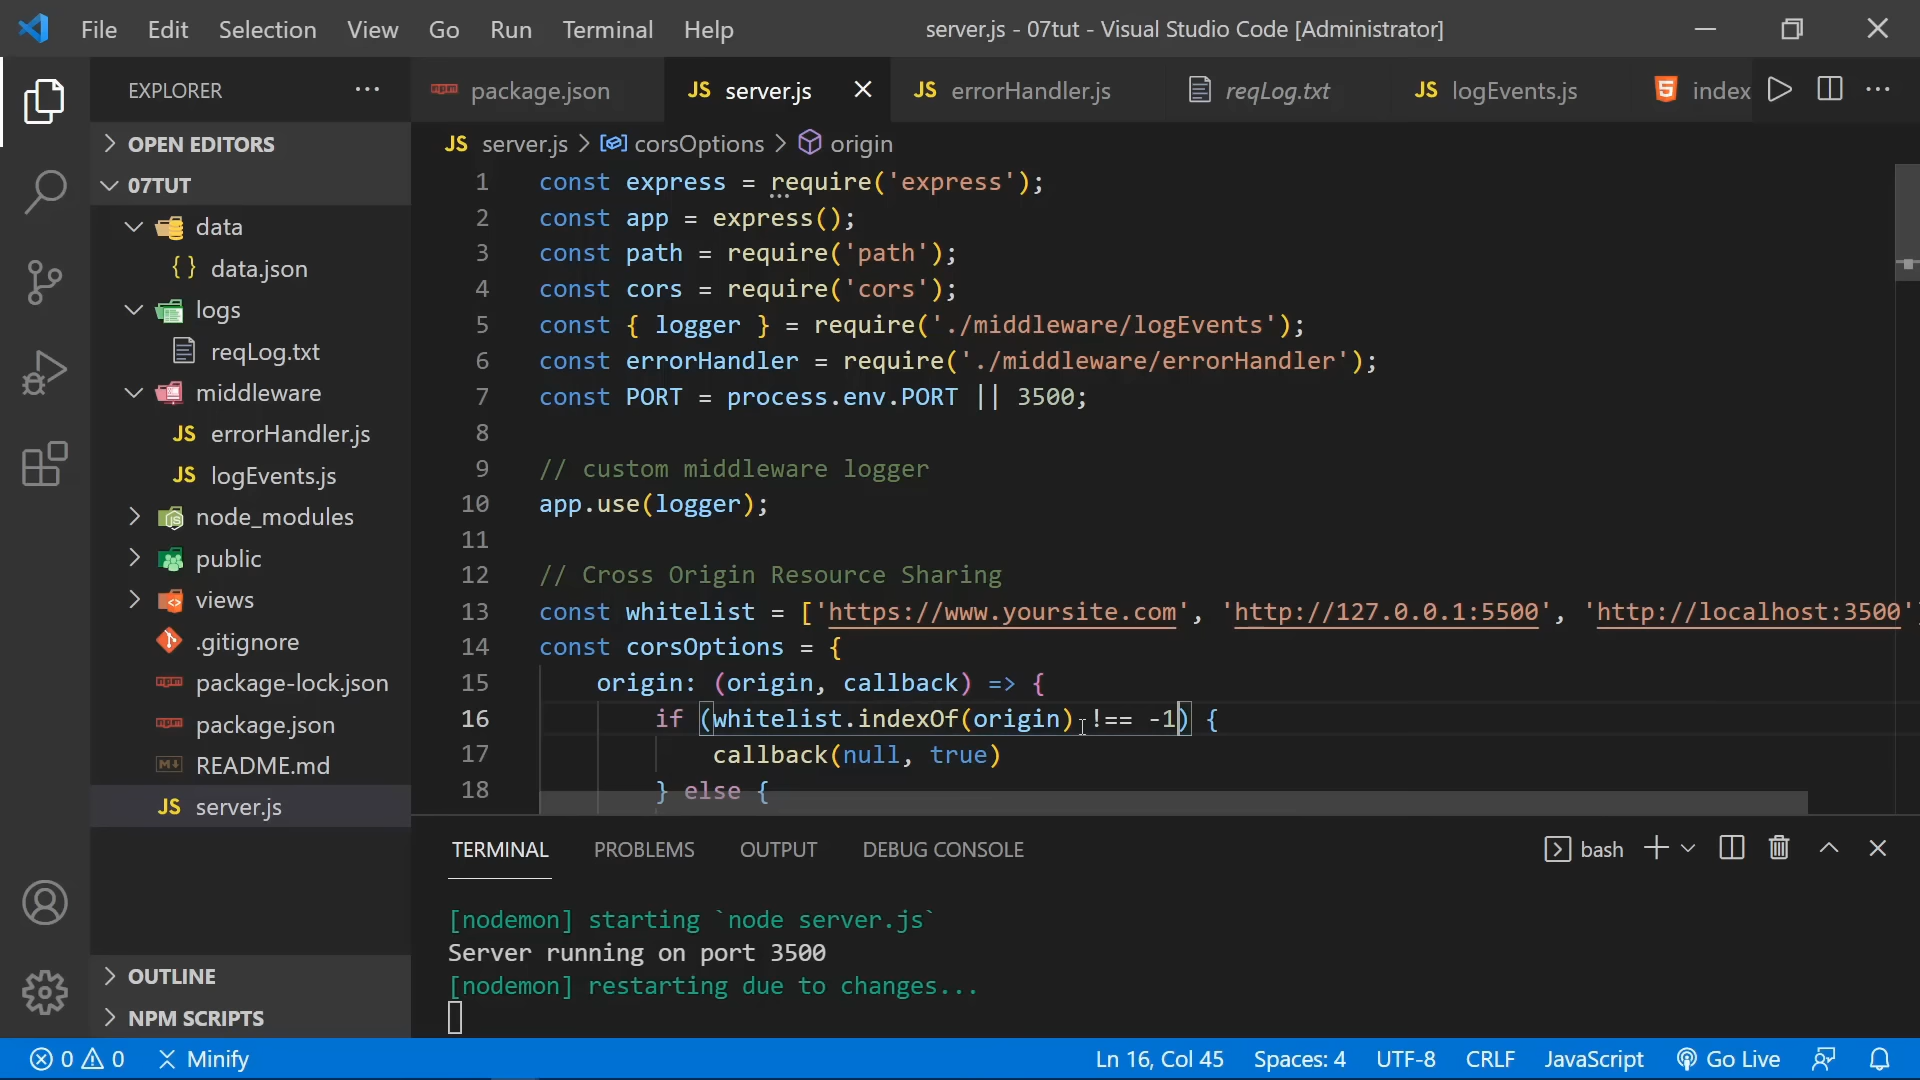 File Edit Selection View Go Run Terminal Help server.js - 07tut - Visual Studio Code [Administrator]
EXPLORER
OPEN EDITORS
07TUT
data
{} data.json
logs
reqLog.txt
middleware
JS errorHandler.js
JS logEvents.js
node_modules
public
views
.gitignore
package-lock.json
package.json
README.md
JS server.js
OUTLINE
NPM SCRIPTS
package.json JS server.js JS errorHandler.js reqLog.txt JS logEvents.js index
JS server.js > corsOptions > origin
1 const express = require('express');
2 const app = express();
3 const path = require('path');
4 const cors = require('cors');
5 const { logger } = require('./middleware/logEvents');
6 const errorHandler = require('./middleware/errorHandler');
7 const PORT = process.env.PORT || 3500;
8
9 // custom middleware logger
10 app.use(logger);
11
12 // Cross Origin Resource Sharing
13 const whitelist = ['https://www.yoursite.com', 'http://127.0.0.1:5500', 'http://localhost:3500'
14 const corsOptions = {
15 origin: (origin, callback) => {
16 if (whitelist.indexOf(origin) !== -1) {
17 callback(null, true)
18 } else {
TERMINAL PROBLEMS OUTPUT DEBUG CONSOLE bash
[nodemon] starting `node server.js`
Server running on port 3500
[nodemon] restarting due to changes...
0 0 Minify Ln 16, Col 45 Spaces: 4 UTF-8 CRLF JavaScript Go Live